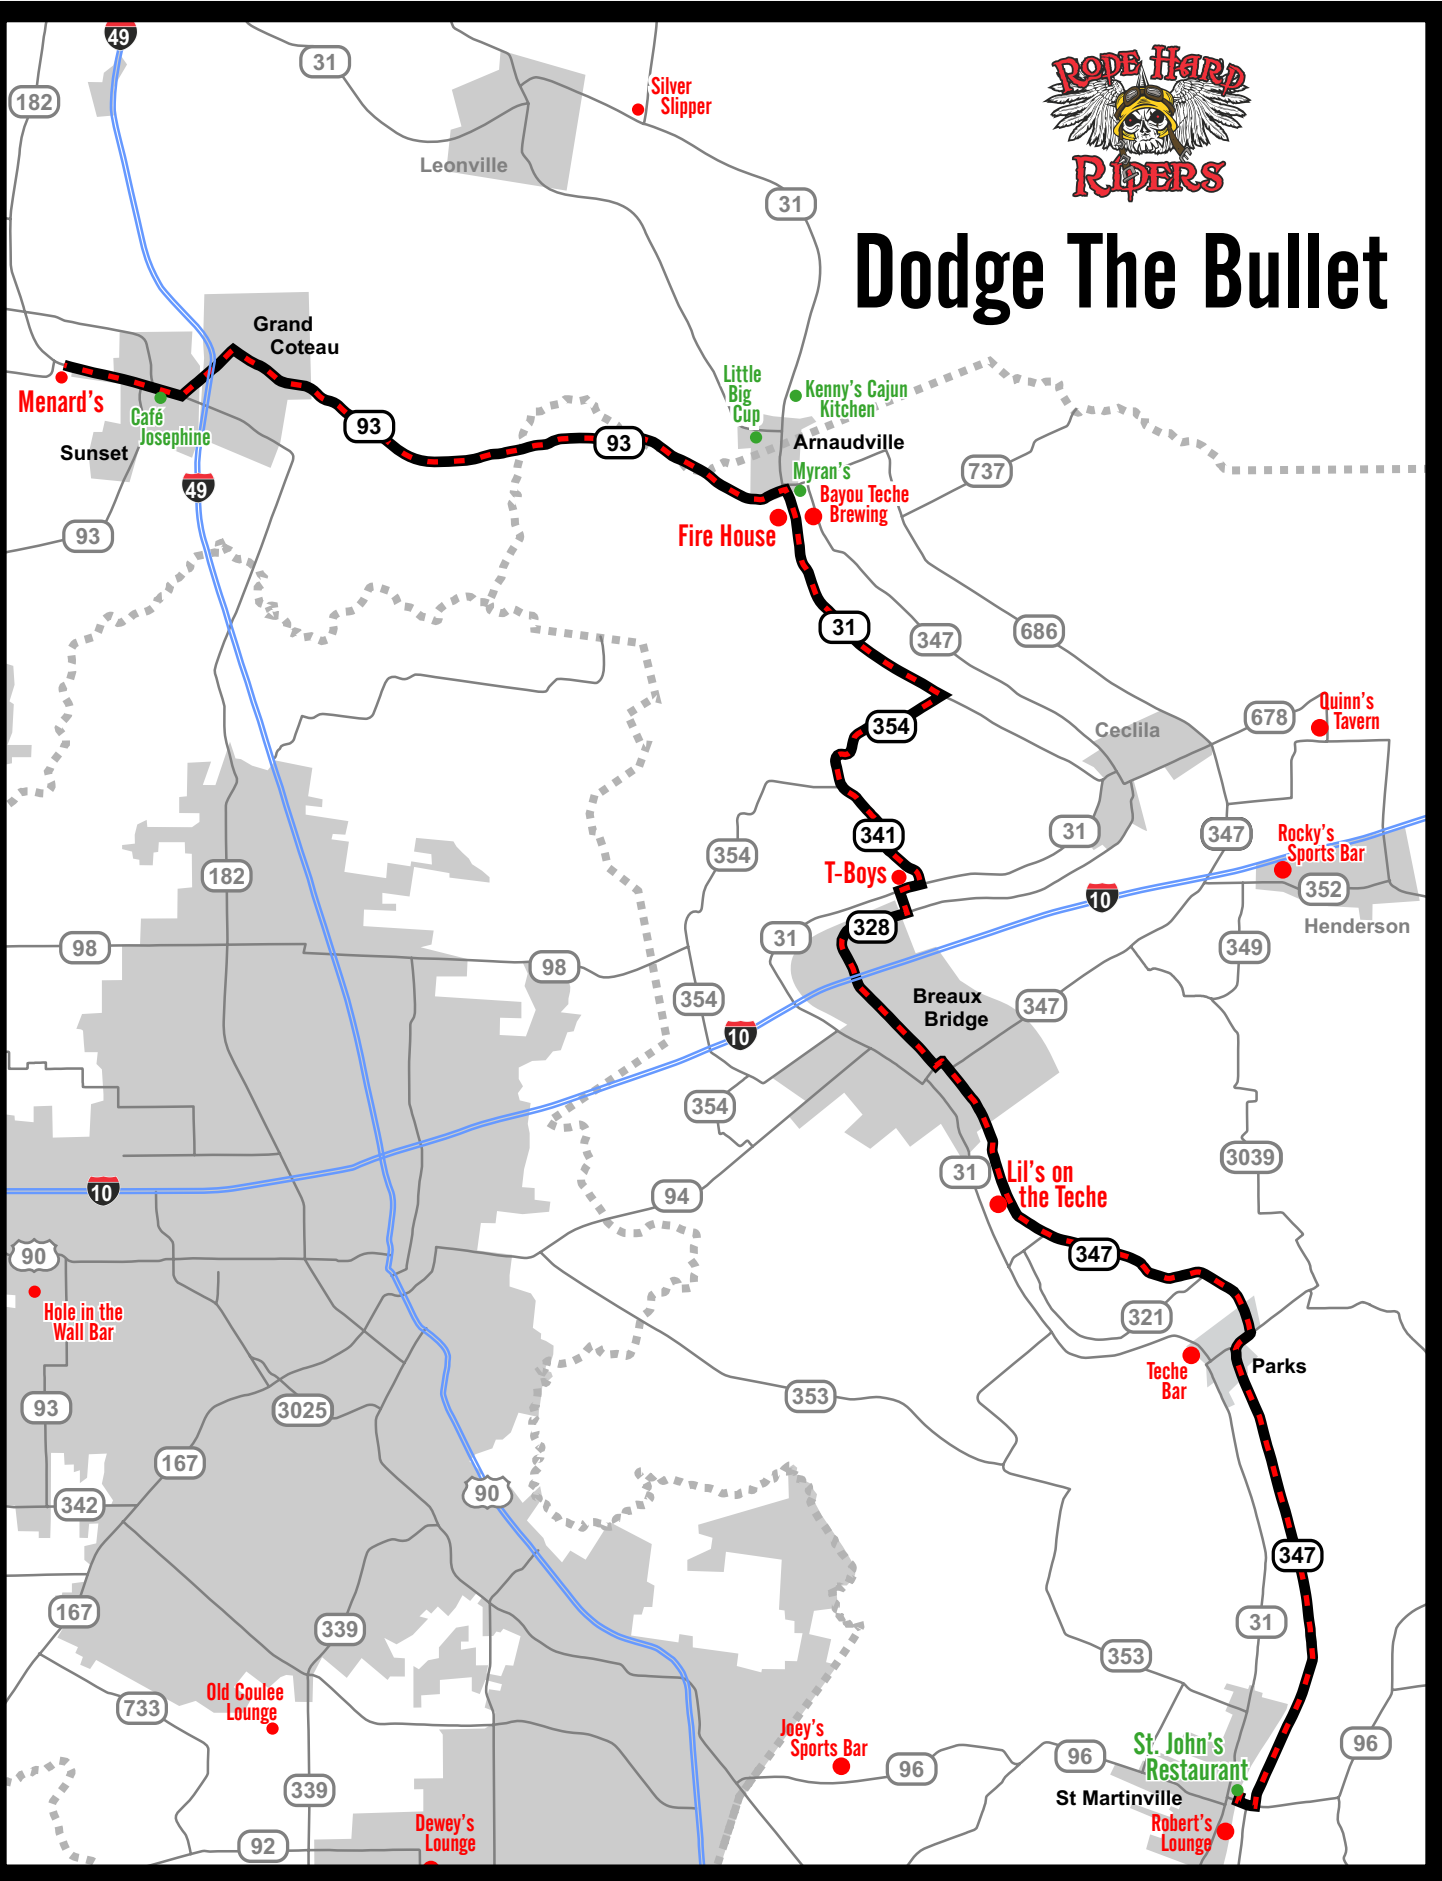 49
31
182
Silver
Slipper
ROPE HARD
RIDERS
Leonville
31
Dodge The Bullet
Grand
Coteau
Menard's
Café
Josephine
Sunset
93
93
Little
Big
Cup
Kenny's Cajun
Kitchen
Arnaudville
Myran's
Bayou Teche
Brewing
Fire House
737
49
93
31
347
686
354
Ceclila
678
Quinn's
Tavern
341
31
347
Rocky's
Sports Bar
354
T-Boys
182
352
10
Henderson
328
31
98
98
349
354
Breaux
Bridge
347
10
354
3039
31
Lil's on
the Teche
10
94
90
347
Hole in the
Wall Bar
321
Teche
Bar
Parks
93
3025
353
167
90
342
347
167
339
31
353
Old Coulee
Lounge
733
Joey's
Sports Bar
St. John's
Restaurant
96
96
96
339
St Martinville
Robert's
Lounge
Dewey's
Lounge
92